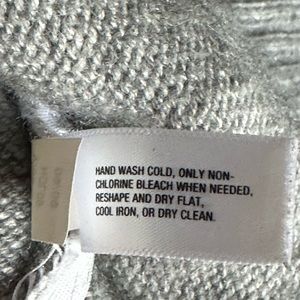 HAND WASH COLD, ONLY NON-
CHLORINE BLEACH WHEN NEEDED,
RESHAPE AND DRY FLAT,
COOL IRON, OR DRY CLEAN.